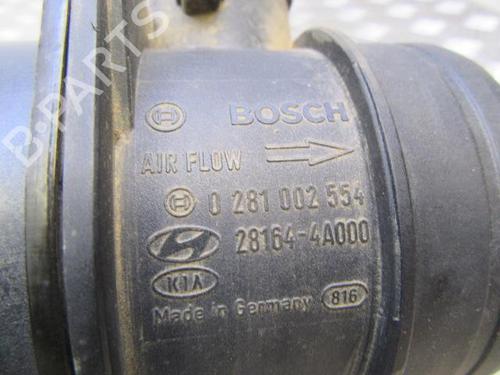 B-PARTS
BOSCH
AIR FLOW
0 281 002 554
28164-4A000
KIA
Made in Germany 816